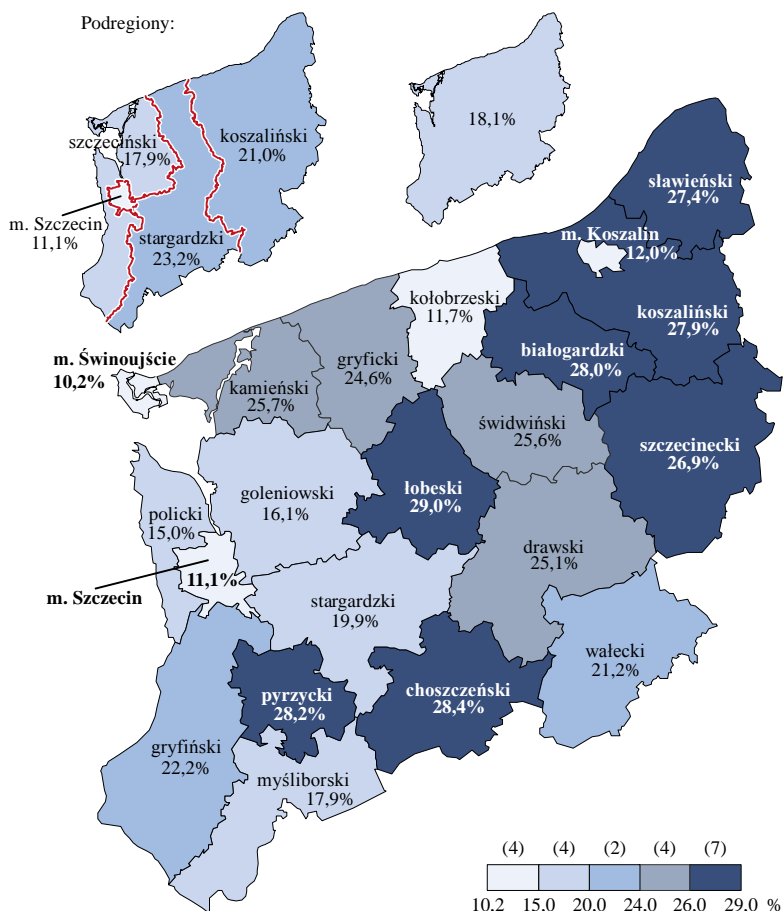 Podregiony:
szczeciński
17,9%
koszaliński
21,0%
m. Szczecin
11,1%
stargardzki
23,2%
18,1%
sławieński
27,4%
m. Koszalin
12,0%
kołobrzeski
11,7%
koszaliński
27,9%
białogardzki
28,0%
m. Świnoujście
10,2%
kamieński
25,7%
gryficki
24,6%
świdwiński
25,6%
szczecinecki
26,9%
goleniowski
16,1%
łobeski
29,0%
policki
15,0%
drawski
25,1%
11,1%
m. Szczecin
stargardzki
19,9%
wałecki
21,2%
pyrzycki
28,2%
choszczeński
28,4%
gryfiński
22,2%
myśliborski
17,9%
(4) (4) (2) (4) (7)
10,2 15,0 20,0 24,0 26,0 29,0 %